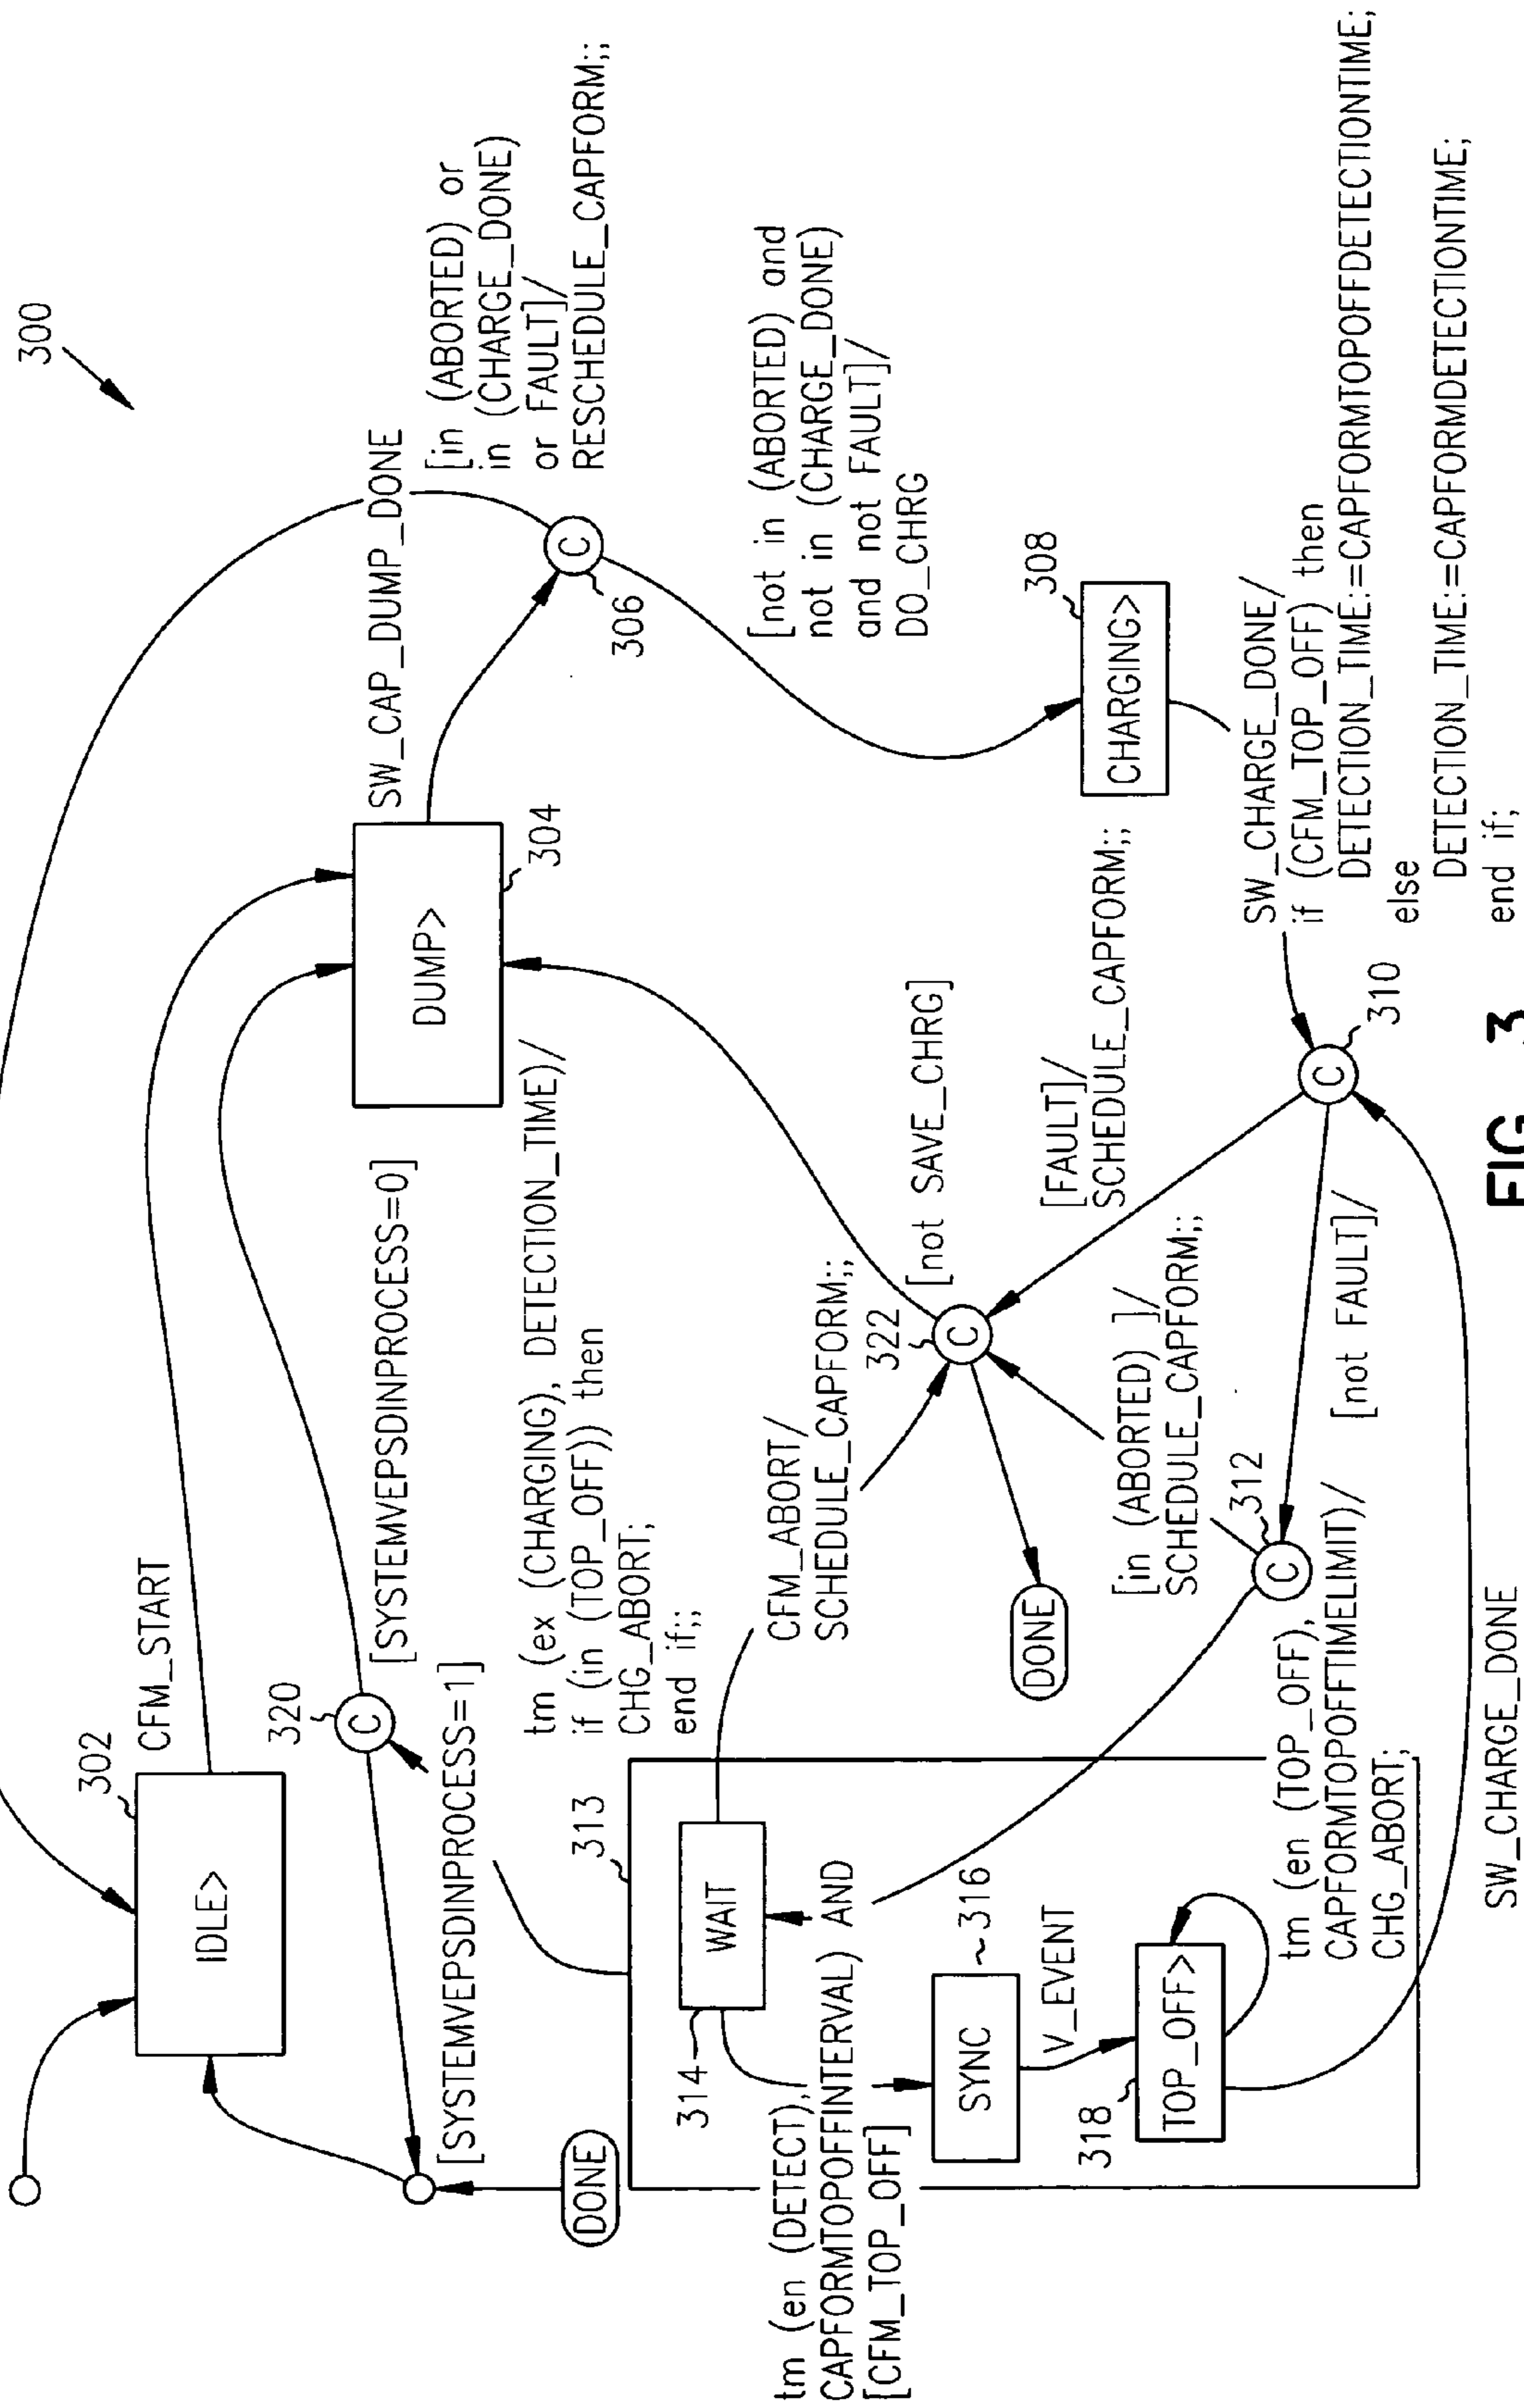 300
302
IDLE>
CFM_START
320
C
[SYSTEMVEPSDINPROCESS=0]
[SYSTEMVEPSDINPROCESS=1]
DONE
DUMP>
304
SW_CAP_DUMP_DONE
C
306
[in (ABORTED) or
in (CHARGE_DONE)
or FAULT]/
RESCHEDULE_CAPFORM;;
[not in (ABORTED) and
not in (CHARGE_DONE)
and not FAULT]/
DO_CHRG
308
CHARGING>
SW_CHARGE_DONE/
if (CFM_TOP_OFF) then
DETECTION_TIME:=CAPFORMTOPOFFDETECTIONTIME;
else
DETECTION_TIME:=CAPFORMDETECTIONTIME;
end if;
C
310
[FAULT]/
SCHEDULE_CAPFORM;;
[not FAULT]/
C
312
[in (ABORTED) ]/
SCHEDULE_CAPFORM;;
322
C
[not SAVE_CHRG]
DONE
CFM_ABORT/
SCHEDULE_CAPFORM;;
tm (ex (CHARGING), DETECTION_TIME)/
if (in (TOP_OFF)) then
CHG_ABORT;
end if;;
313
WAIT
314
tm (en (DETECT),
CAPFORMTOPOFFINTERVAL) AND
[CFM_TOP_OFF]
SYNC
316
V_EVENT
TOP_OFF>
318
tm (en (TOP_OFF),
CAPFORMTOPOFFTIMELIMIT)/
CHG_ABORT;
SW_CHARGE_DONE
FIG. 3